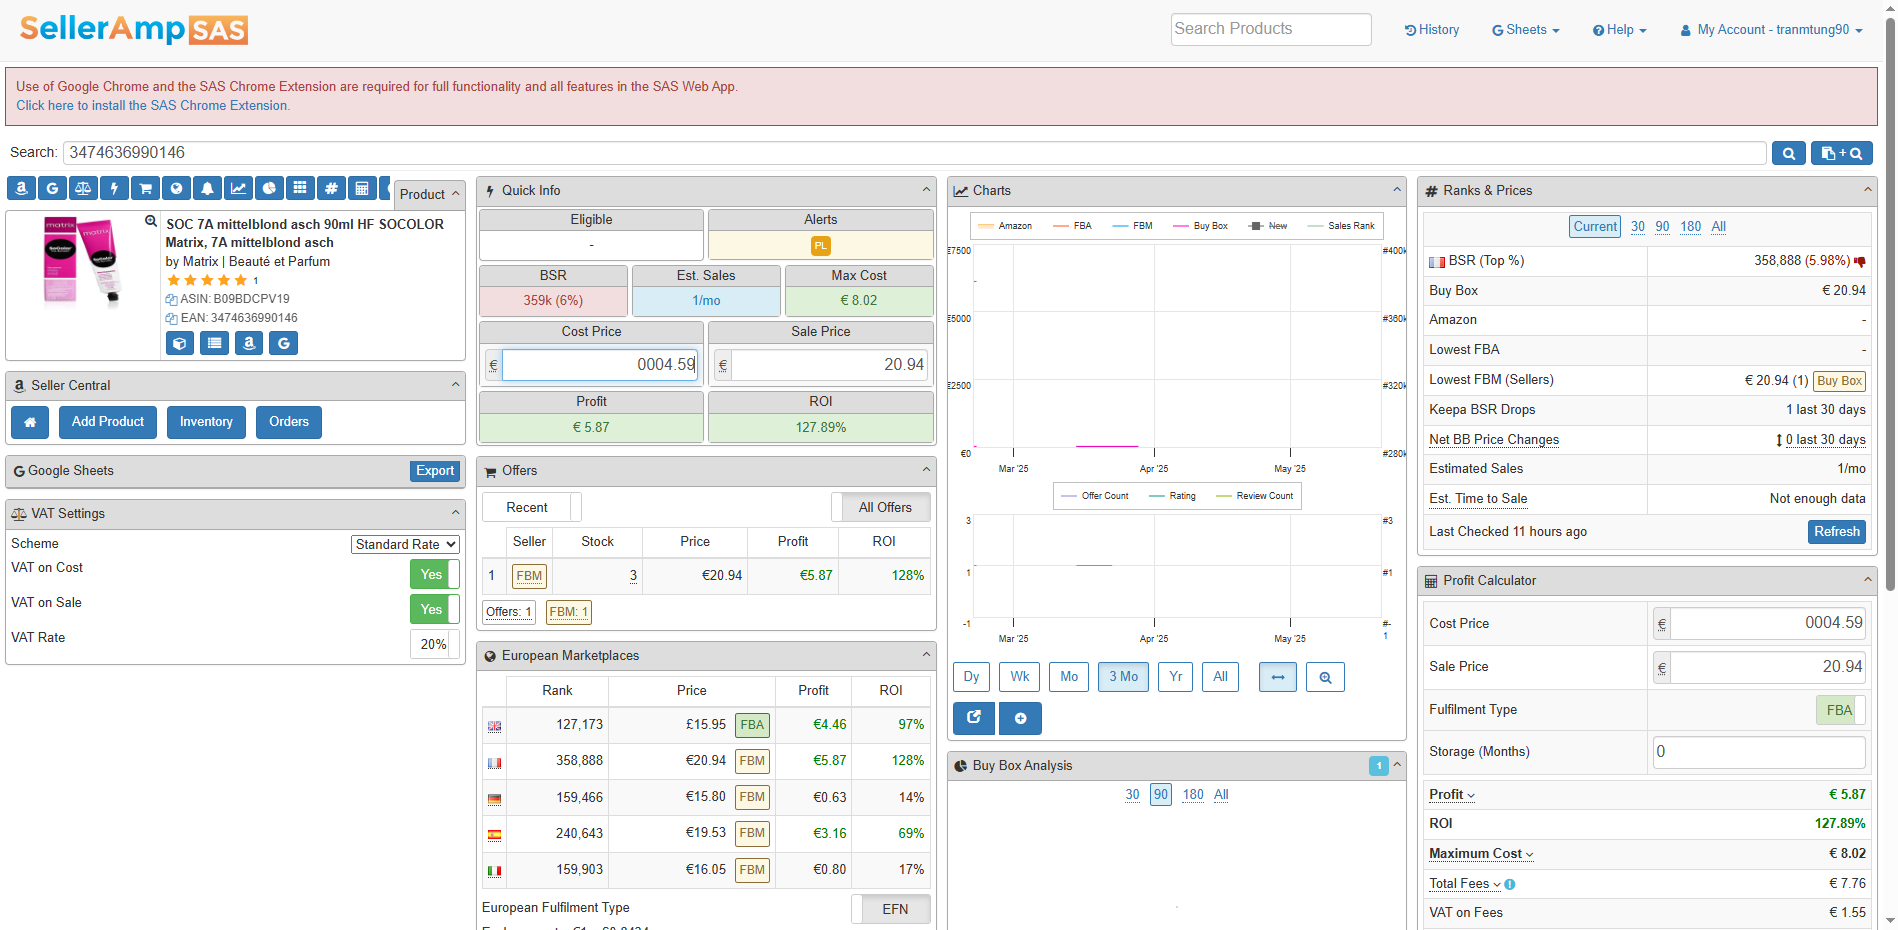 SellerAmp SAS
Search Products
History
Sheets
Help
My Account - tranmtung90
Use of Google Chrome and the SAS Chrome Extension are required for full functionality and all features in the SAS Web App.
Click here to install the SAS Chrome Extension.
Search: 3474636990146
Product
SOC 7A mittelblond asch 90ml HF SOCOLOR
Matrix, 7A mittelblond asch
by Matrix | Beauté et Parfum
1
ASIN: B09BDCPV19
EAN: 3474636990146
Seller Central
Add Product
Inventory
Orders
Google Sheets
Export
VAT Settings
Scheme Standard Rate
VAT on Cost Yes
VAT on Sale Yes
VAT Rate 20%
Quick Info
Eligible Alerts
- PL
BSR Est. Sales Max Cost
359k (6%) 1/mo € 8.02
Cost Price Sale Price
€ 0004.59 € 20.94
Profit ROI
€ 5.87 127.89%
Offers
Recent All Offers
Seller Stock Price Profit ROI
1 FBM 3 €20.94 €5.87 128%
Offers: 1 FBM: 1
European Marketplaces
Rank Price Profit ROI
127,173 £15.95 FBA €4.46 97%
358,888 €20.94 FBM €5.87 128%
159,466 €15.80 FBM €0.63 14%
240,643 €19.53 FBM €3.16 69%
159,903 €16.05 FBM €0.80 17%
European Fulfilment Type EFN
Charts
Amazon FBA FBM Buy Box New Sales Rank
€7500 #400k
€5000 #360k
€2500 #320k
€0 #280k
Mar '25 Apr '25 May '25
Offer Count Rating Review Count
3 #3
1 #1
-1 #-1
Mar '25 Apr '25 May '25
Dy Wk Mo 3 Mo Yr All
Buy Box Analysis 1
30 90 180 All
Ranks & Prices
Current 30 90 180 All
BSR (Top %) 358,888 (5.98%)
Buy Box € 20.94
Amazon -
Lowest FBA -
Lowest FBM (Sellers) € 20.94 (1) Buy Box
Keepa BSR Drops 1 last 30 days
Net BB Price Changes 0 last 30 days
Estimated Sales 1/mo
Est. Time to Sale Not enough data
Last Checked 11 hours ago Refresh
Profit Calculator
Cost Price € 0004.59
Sale Price € 20.94
Fulfilment Type FBA
Storage (Months) 0
Profit € 5.87
ROI 127.89%
Maximum Cost € 8.02
Total Fees € 7.76
VAT on Fees € 1.55